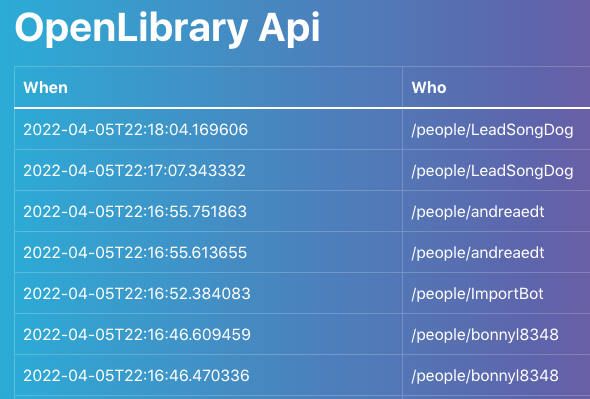 OpenLibrary Api
When Who
2022-04-05T22:18:04.169606 /people/LeadSongDog
2022-04-05T22:17:07.343332 /people/LeadSongDog
2022-04-05T22:16:55.751863 /people/andreaedt
2022-04-05T22:16:55.613655 /people/andreaedt
2022-04-05T22:16:52.384083 /people/ImportBot
2022-04-05T22:16:46.609459 /people/bonnyl8348
2022-04-05T22:16:46.470336 /people/bonnyl8348